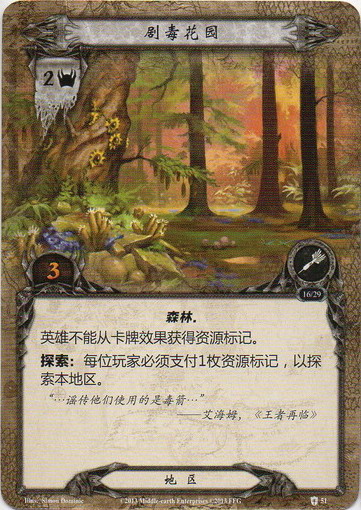 剧毒花园
2
3
16/29
森林.
英雄不能从卡牌效果获得资源标记。
探索：每位玩家必须支付1枚资源标记，以探
索本地区。
“…谣传他们使用的是毒箭…”
——艾海姆，《王者再临》
地区
Illus. Simon Dominic
©2013 Middle-earth Enterprises ©2013 FFG
51